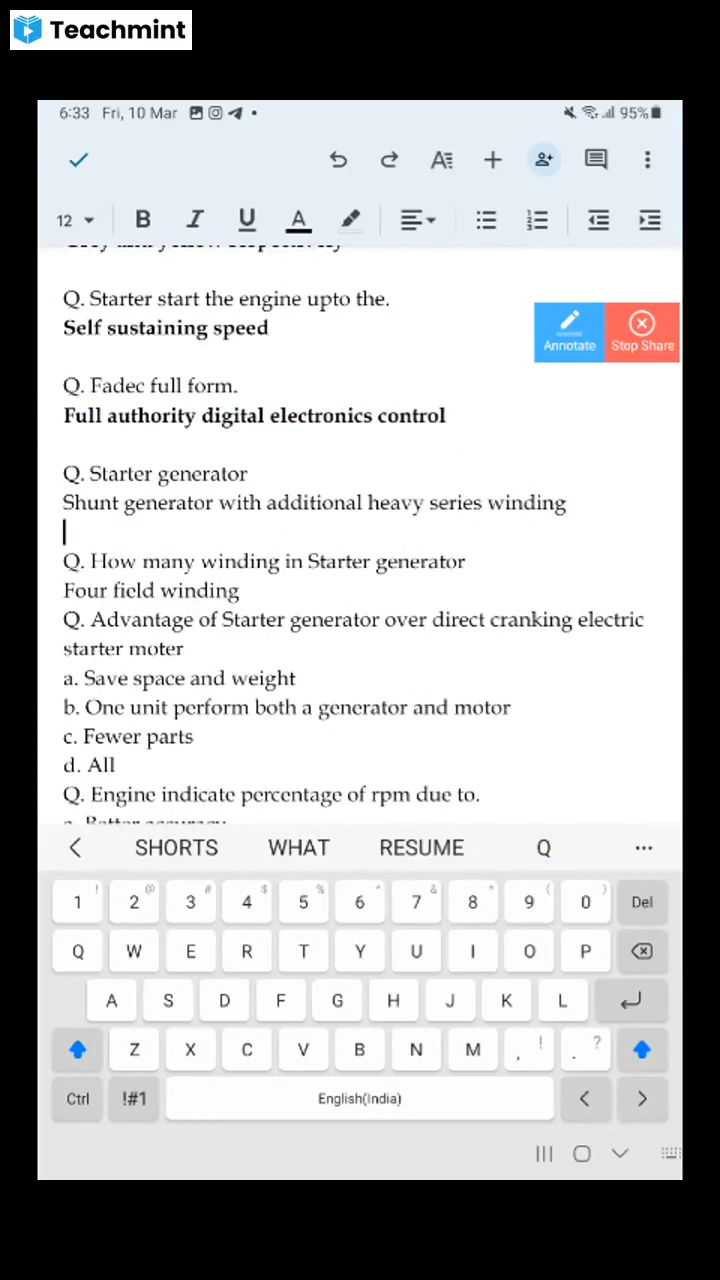 Teachmint
6:33 Fri, 10 Mar 95%
12 B I U A
Q. Starter start the engine upto the.
Self sustaining speed
Annotate Stop Share
Q. Fadec full form.
Full authority digital electronics control
Q. Starter generator
Shunt generator with additional heavy series winding
Q. How many winding in Starter generator
Four field winding
Q. Advantage of Starter generator over direct cranking electric
starter moter
a. Save space and weight
b. One unit perform both a generator and motor
c. Fewer parts
d. All
Q. Engine indicate percentage of rpm due to.
SHORTS WHAT RESUME Q ...
1 ! 2 @ 3 # 4 $ 5 % 6 ^ 7 & 8 * 9 ( 0 ) Del
Q W E R T Y U I O P
A S D F G H J K L
Z X C V B N M , ! . ?
Ctrl !#1 English(India) < >